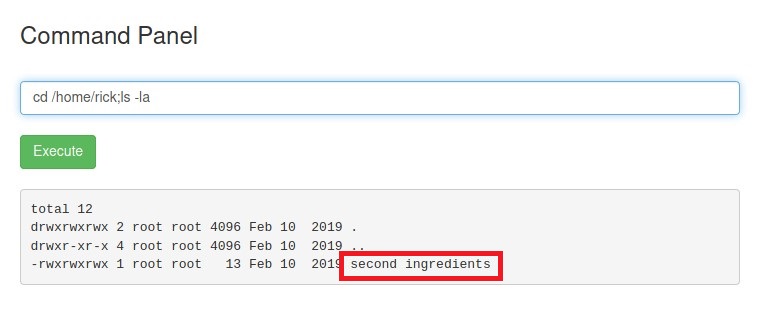 Command Panel
cd /home/rick;ls -la
Execute
total 12
drwxrwxrwx 2 root root 4096 Feb 10  2019 .
drwxr-xr-x 4 root root 4096 Feb 10  2019 ..
-rwxrwxrwx 1 root root   13 Feb 10  2019 second ingredients